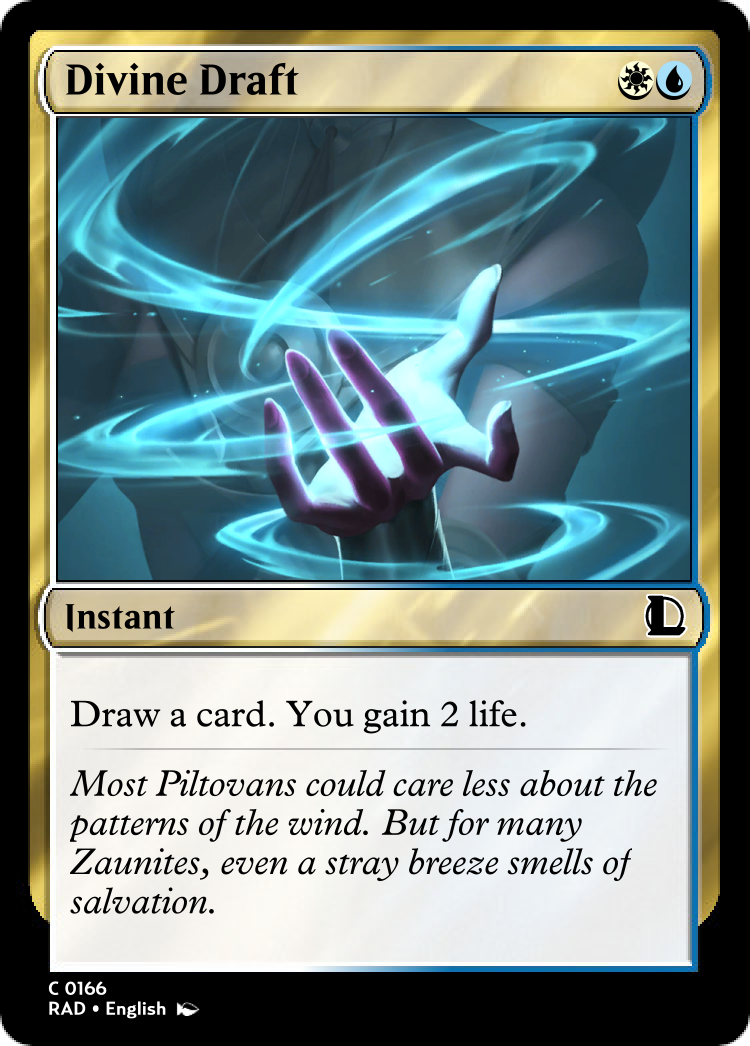 Divine Draft
Instant
Draw a card. You gain 2 life.
Most Piltovans could care less about the
patterns of the wind. But for many
Zaunites, even a stray breeze smells of
salvation.
C 0166
RAD • English